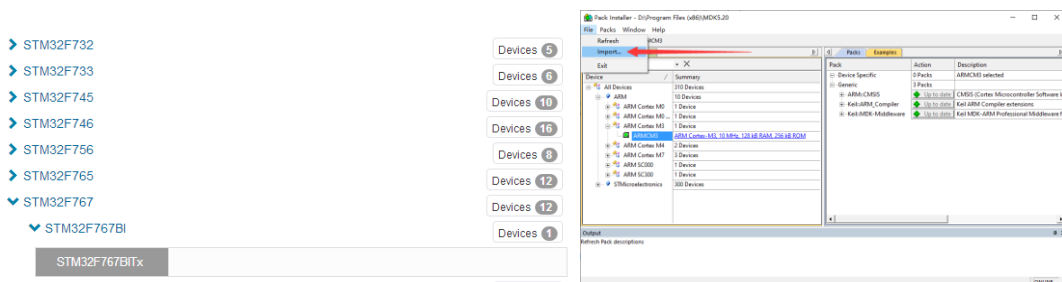 STM32F732
Devices 5
STM32F733
Devices 6
STM32F745
Devices 10
STM32F746
Devices 16
STM32F756
Devices 8
STM32F765
Devices 12
STM32F767
Devices 12
STM32F767BI
Devices 1
STM32F767BITx
Pack Installer - D:\Program Files (x86)\MDK5.20
File Packs Window Help
Refresh
MCM3
Import...
Exit
Packs Examples
Device / Summary
All Devices 310 Devices
ARM 10 Devices
ARM Cortex M0 1 Device
ARM Cortex M0 ... 1 Device
ARM Cortex M3 1 Device
ARMCM3 ARM Cortex-M3, 10 MHz, 128 kB RAM, 256 kB ROM
ARM Cortex M4 2 Devices
ARM Cortex M7 3 Devices
ARM SC000 1 Device
ARM SC300 1 Device
STMicroelectronics 300 Devices
Pack Action Description
Device Specific 0 Packs ARMCM3 selected
Generic 3 Packs
ARM::CMSIS Up to date CMSIS (Cortex Microcontroller Software I
Keil::ARM_Compiler Up to date Keil ARM Compiler extensions
Keil::MDK-Middleware Up to date Keil MDK-ARM Professional Middleware f
Output
Refresh Pack descriptions
ONLINE